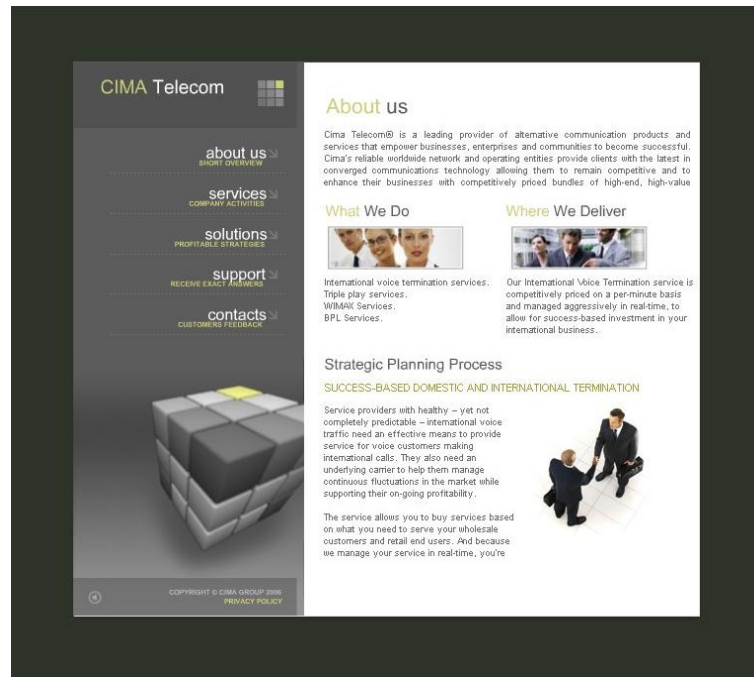 CIMA Telecom
about us
SHORT OVERVIEW
services
COMPANY ACTIVITIES
solutions
PROFITABLE STRATEGIES
support
RECEIVE EXACT ANSWERS
contacts
CUSTOMERS FEEDBACK
COPYRIGHT © CIMA GROUP 2006
PRIVACY POLICY
About us
Cima Telecom® is a leading provider of alternative communication products and
services that empower businesses, enterprises and communities to become successful.
Cima's reliable worldwide network and operating entities provide clients with the latest in
converged communications technology allowing them to remain competitive and to
enhance their businesses with competitively priced bundles of high-end, high-value
What We Do
International voice termination services.
Triple play services.
WIMAX Services.
BPL Services.
Where We Deliver
Our International Voice Termination service is
competitively priced on a per-minute basis
and managed aggressively in real-time, to
allow for success-based investment in your
international business.
Strategic Planning Process
SUCCESS-BASED DOMESTIC AND INTERNATIONAL TERMINATION
Service providers with healthy – yet not
completely predictable – international voice
traffic need an effective means to provide
service for voice customers making
international calls. They also need an
underlying carrier to help them manage
continuous fluctuations in the market while
supporting their on-going profitability.
The service allows you to buy services based
on what you need to serve your wholesale
customers and retail end users. And because
we manage your service in real-time, you're